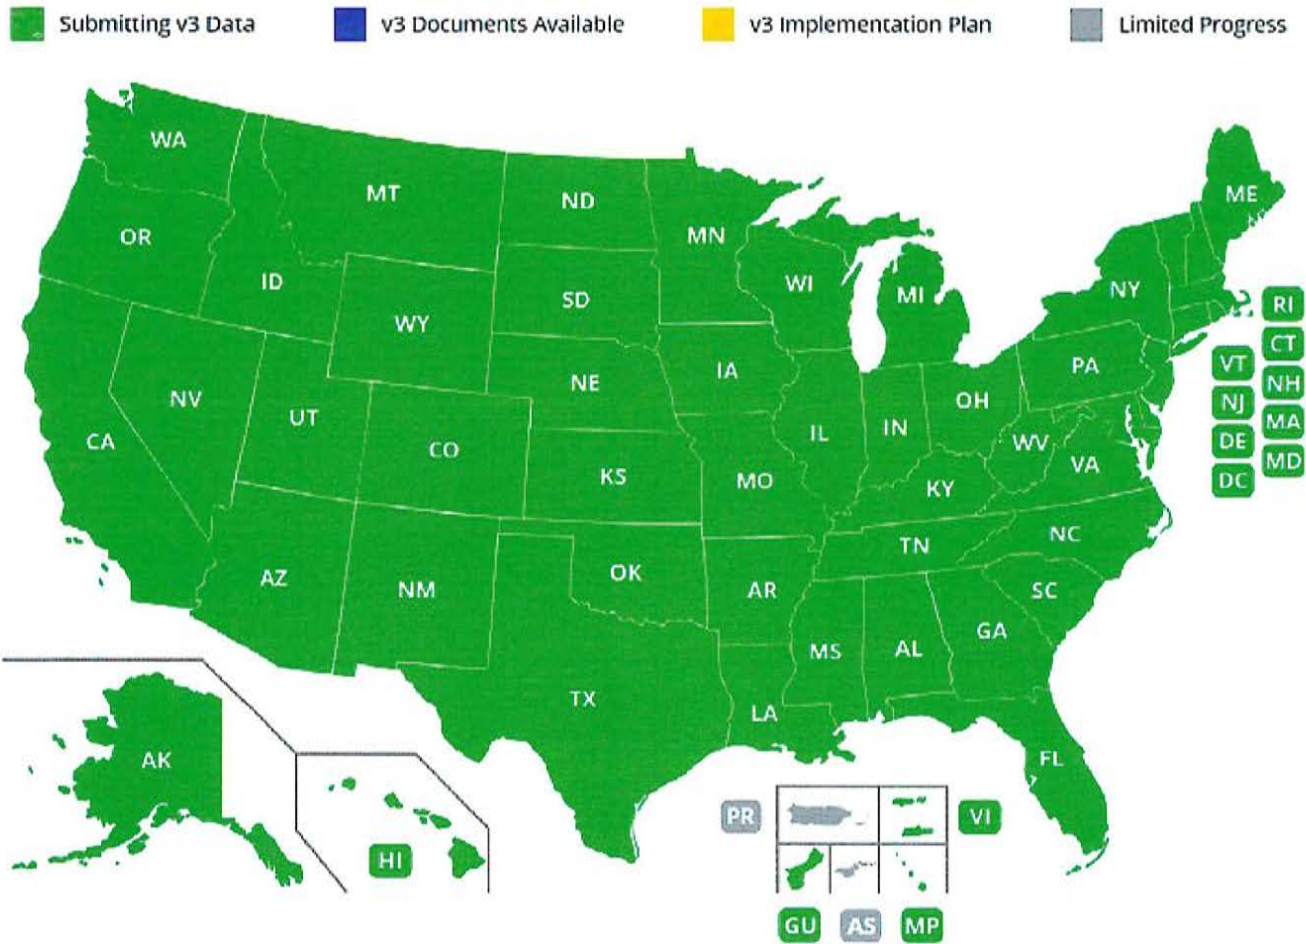 Submitting v3 Data
v3 Documents Available
v3 Implementation Plan
Limited Progress
WA
MT
ND
MN
ME
OR
ID
SD
WI
MI
NY
RI
WY
CT
IA
VT
NH
NE
PA
NV
OH
NJ
UT
IL
IN
MA
CA
CO
WV
DE
KS
MO
KY
VA
MD
DC
NC
TN
AZ
OK
NM
AR
SC
GA
MS
AL
TX
LA
AK
FL
PR
VI
HI
GU
AS
MP